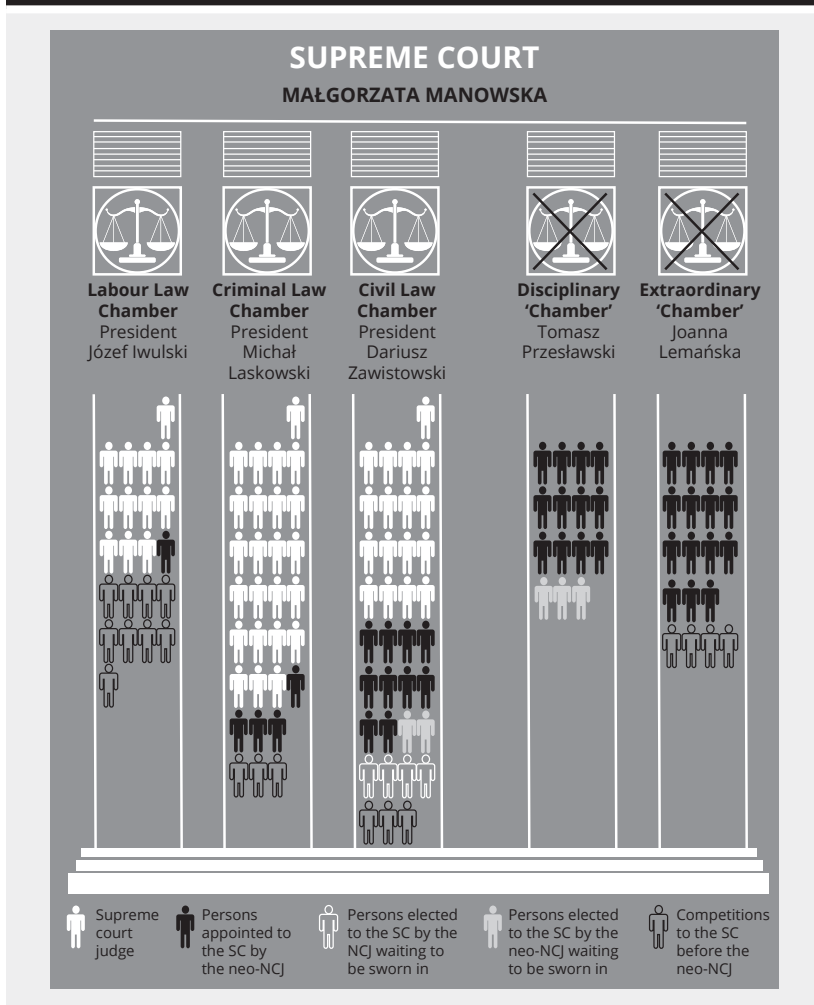 SUPREME COURT
MAŁGORZATA MANOWSKA
Labour Law
Chamber
President
Józef Iwulski
Criminal Law
Chamber
President
Michał
Laskowski
Civil Law
Chamber
President
Dariusz
Zawistowski
Disciplinary
‘Chamber’
Tomasz
Przesławski
Extraordinary
‘Chamber’
Joanna
Lemańska
Supreme
court
judge
Persons
appointed to
the SC by
the neo-NCJ
Persons elected
to the SC by the
NCJ waiting to
be sworn in
Persons elected
to the SC by the
neo-NCJ waiting
to be sworn in
Competitions
to the SC
before the
neo-NCJ